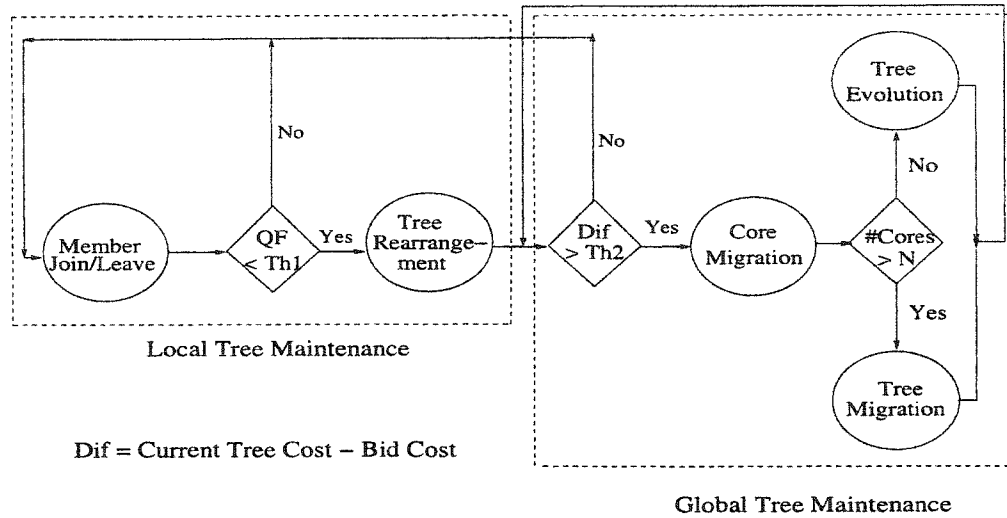 Tree
Evolution
No
No
No
Member
Join/Leave
QF
< Th1
Yes
Tree
Rearrange-
ment
Dif
> Th2
Yes
Core
Migration
#Cores
> N
Yes
Local Tree Maintenance
Tree
Migration
Dif = Current Tree Cost – Bid Cost
Global Tree Maintenance